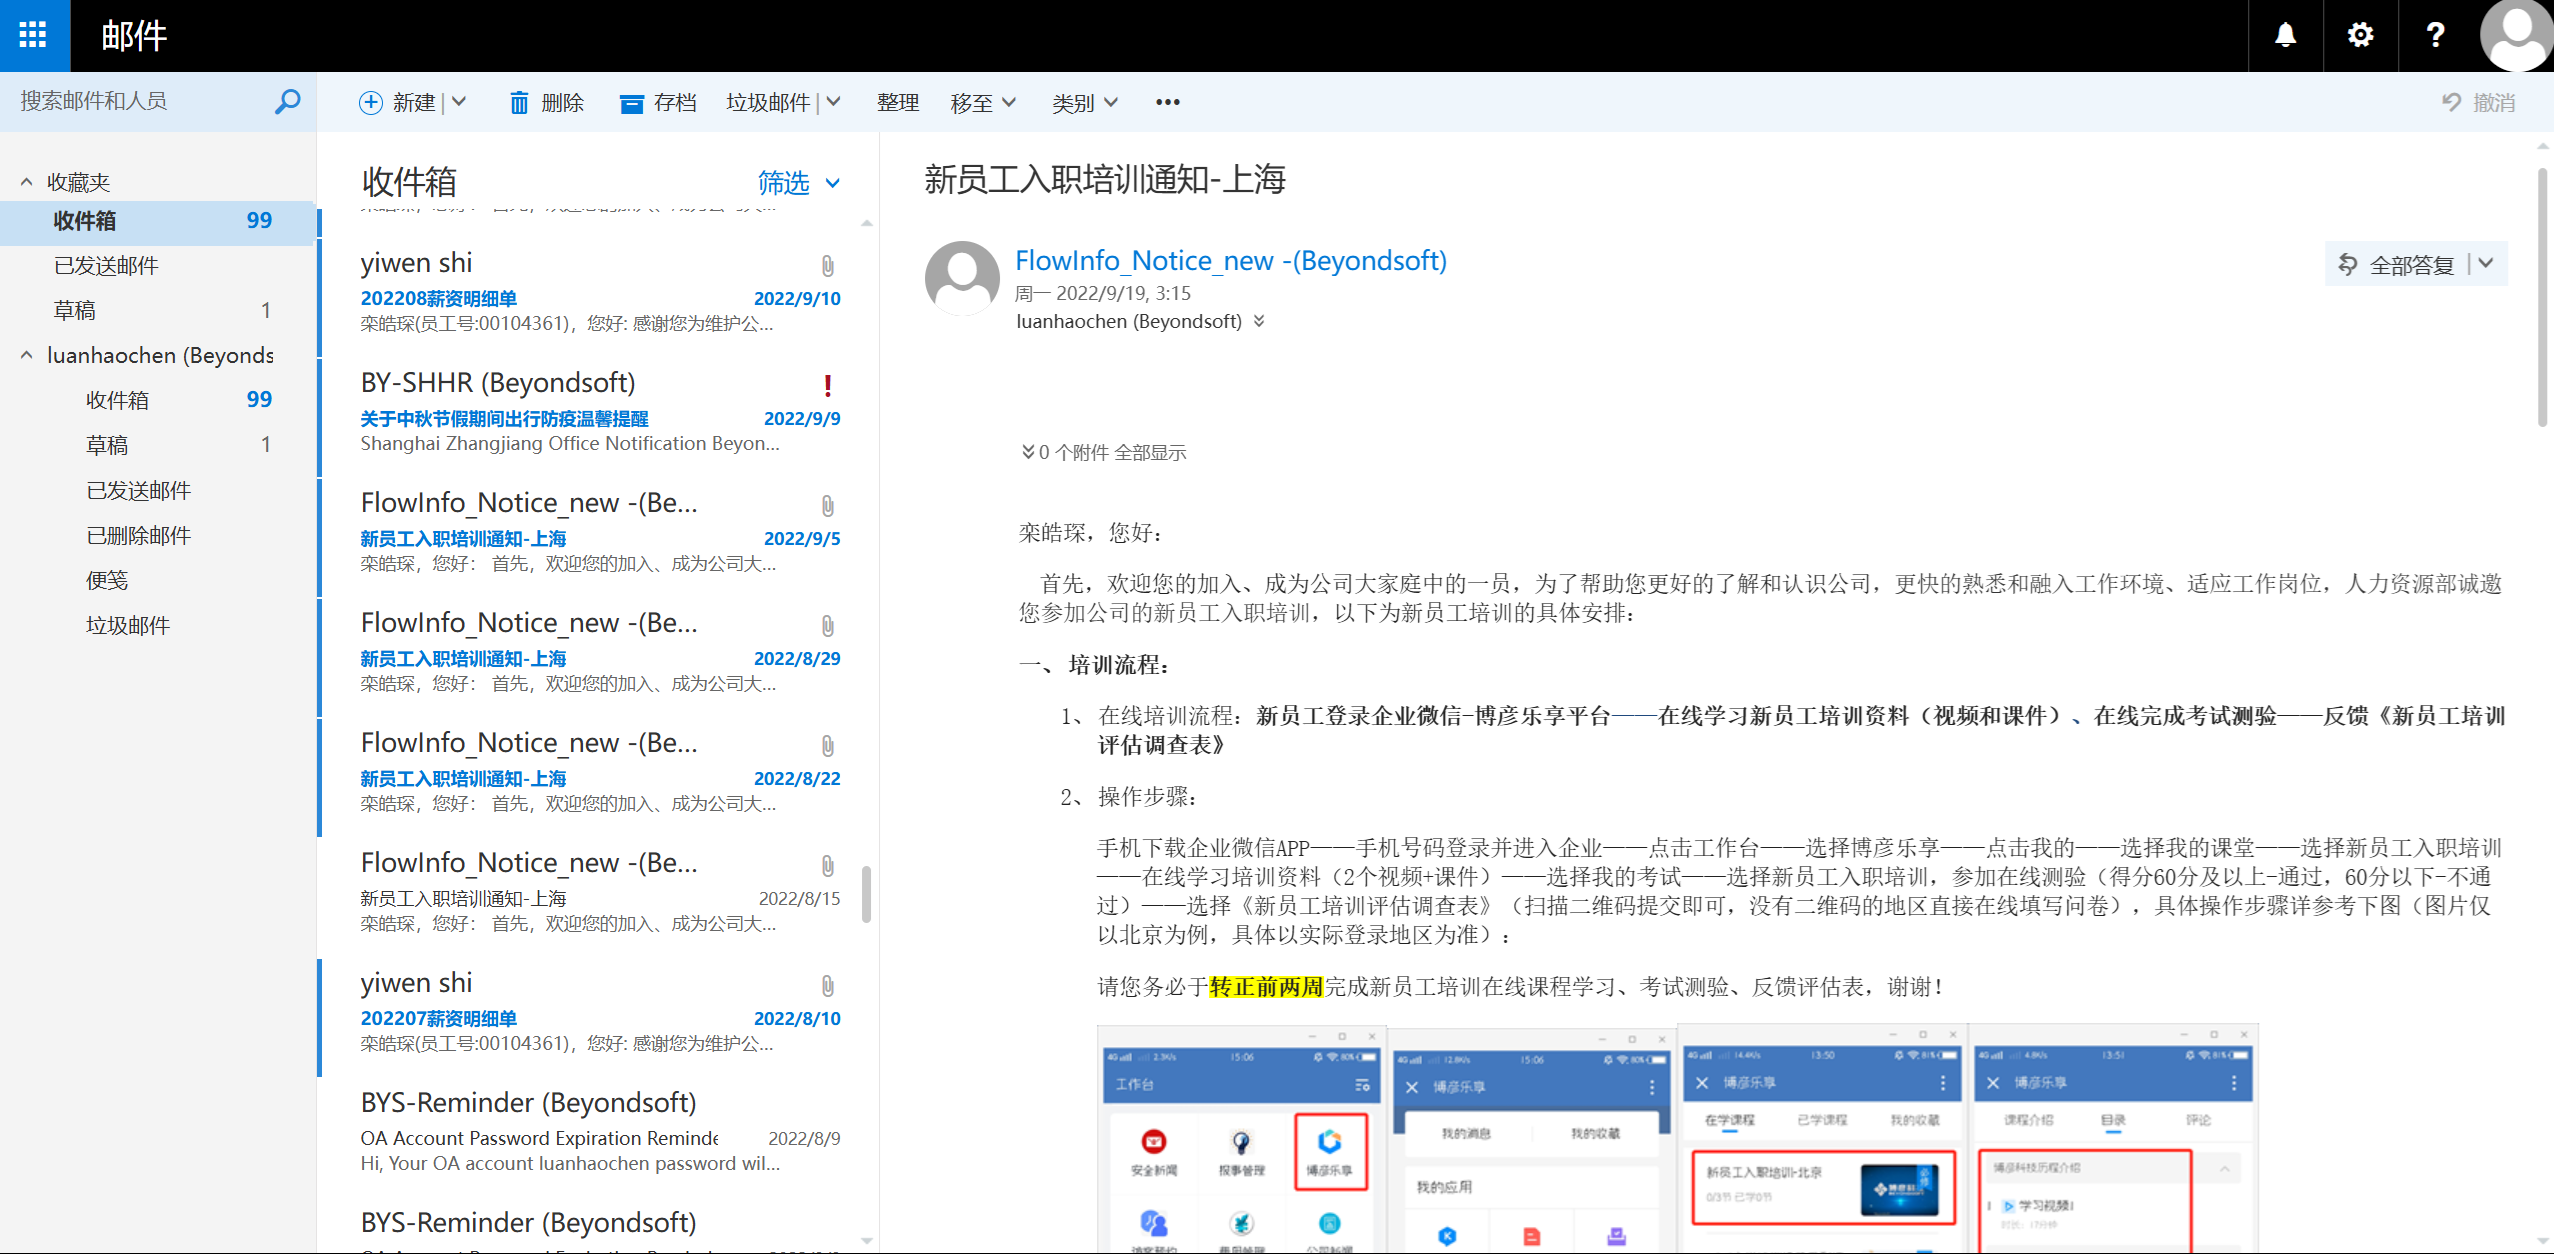 邮件
搜索邮件和人员
新建
删除
存档
垃圾邮件
整理
移至
类别
撤消
收藏夹
收件箱 99
已发送邮件
草稿 1
luanhaochen (Beyonds
收件箱 99
草稿 1
已发送邮件
已删除邮件
便笺
垃圾邮件
收件箱
筛选
yiwen shi
202208薪资明细单 2022/9/10
栾皓琛(员工号:00104361)，您好: 感谢您为维护公...
BY-SHHR (Beyondsoft)
关于中秋节假期间出行防疫温馨提醒 2022/9/9
Shanghai Zhangjiang Office Notification Beyon...
FlowInfo_Notice_new -(Be...
新员工入职培训通知-上海 2022/9/5
栾皓琛，您好： 首先，欢迎您的加入、成为公司大...
FlowInfo_Notice_new -(Be...
新员工入职培训通知-上海 2022/8/29
栾皓琛，您好： 首先，欢迎您的加入、成为公司大...
FlowInfo_Notice_new -(Be...
新员工入职培训通知-上海 2022/8/22
栾皓琛，您好： 首先，欢迎您的加入、成为公司大...
FlowInfo_Notice_new -(Be...
新员工入职培训通知-上海 2022/8/15
栾皓琛，您好： 首先，欢迎您的加入、成为公司大...
yiwen shi
202207薪资明细单 2022/8/10
栾皓琛(员工号:00104361)，您好: 感谢您为维护公...
BYS-Reminder (Beyondsoft)
OA Account Password Expiration Reminde 2022/8/9
Hi, Your OA account luanhaochen password wil...
BYS-Reminder (Beyondsoft)
新员工入职培训通知-上海
FlowInfo_Notice_new -(Beyondsoft)
周一 2022/9/19, 3:15
luanhaochen (Beyondsoft)
全部答复
0 个附件 全部显示
栾皓琛，您好：
首先，欢迎您的加入、成为公司大家庭中的一员，为了帮助您更好的了解和认识公司，更快的熟悉和融入工作环境、适应工作岗位，人力资源部诚邀
您参加公司的新员工入职培训，以下为新员工培训的具体安排：
一、培训流程：
1、在线培训流程：新员工登录企业微信-博彦乐享平台——在线学习新员工培训资料（视频和课件）、在线完成考试测验——反馈《新员工培训
评估调查表》
2、操作步骤：
手机下载企业微信APP——手机号码登录并进入企业——点击工作台——选择博彦乐享——点击我的——选择我的课堂——选择新员工入职培训
——在线学习培训资料（2个视频+课件）——选择我的考试——选择新员工入职培训，参加在线测验（得分60分及以上-通过，60分以下-不通
过）——选择《新员工培训评估调查表》（扫描二维码提交即可，没有二维码的地区直接在线填写问卷），具体操作步骤详参考下图（图片仅
以北京为例，具体以实际登录地区为准）：
请您务必于转正前两周完成新员工培训在线课程学习、考试测验、反馈评估表，谢谢！
4G 2.3K/s 15:06 80%
工作台
安全新闻 报事管理 博彦乐享
4G 12.8K/s 15:06 80%
博彦乐享
我的消息 我的收藏
我的应用
4G 14.4K/s 13:50 81%
博彦乐享
在学课程 已学课程 我的收藏
新员工入职培训-北京
0/3节 已学0节
4G 4.8K/s 13:51 81%
博彦乐享
课程介绍 目录 评论
博彦科技历程介绍
学习视频1
时长：17分钟